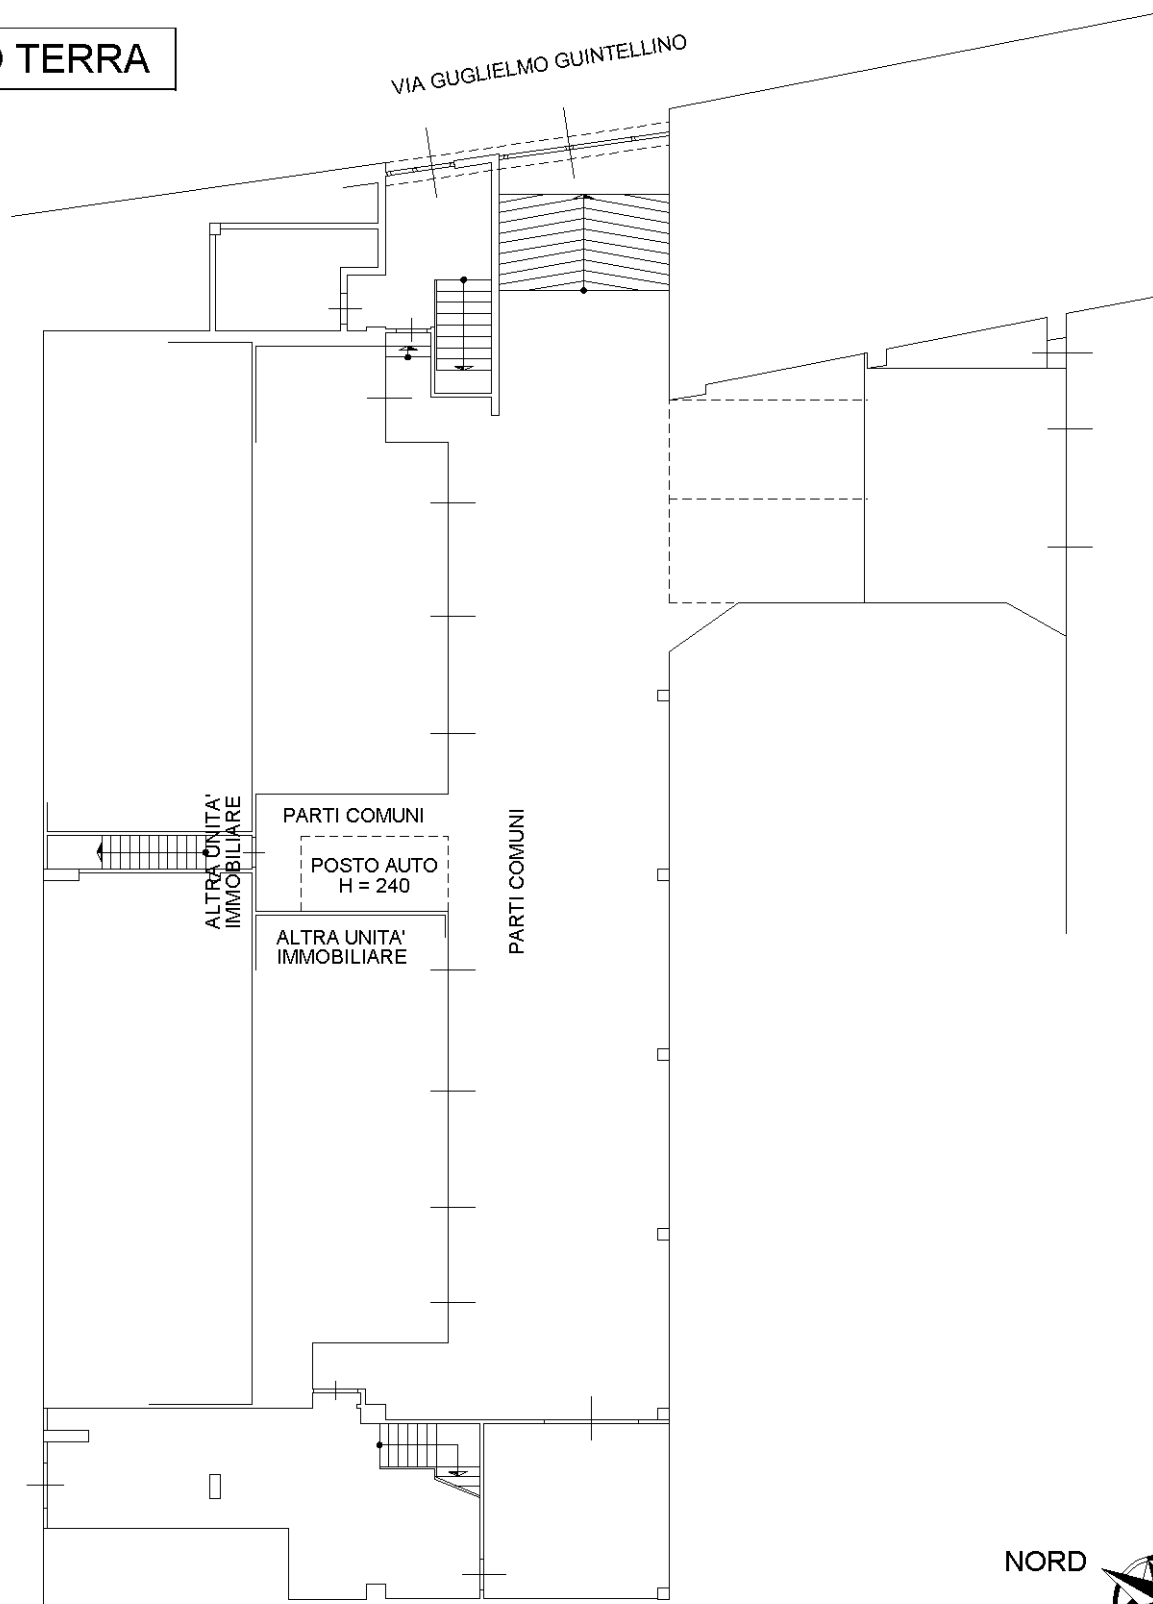 TERRA
VIA GUGLIELMO GUINTELLINO
ALTRA UNITA'
IMMOBILIARE
PARTI COMUNI
POSTO AUTO
H = 240
PARTI COMUNI
ALTRA UNITA'
IMMOBILIARE
NORD